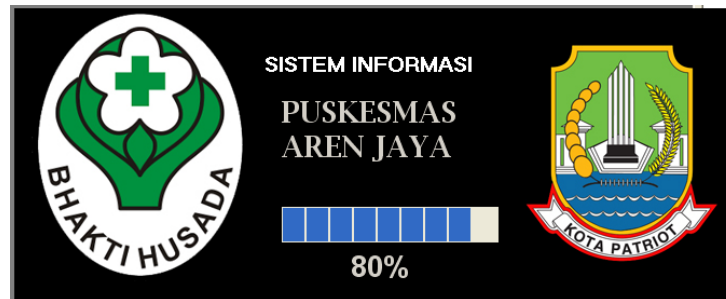 SISTEM INFORMASI
PUSKESMAS
AREN JAYA
80%
BHAKTI HUSADA
KOTA PATRIOT